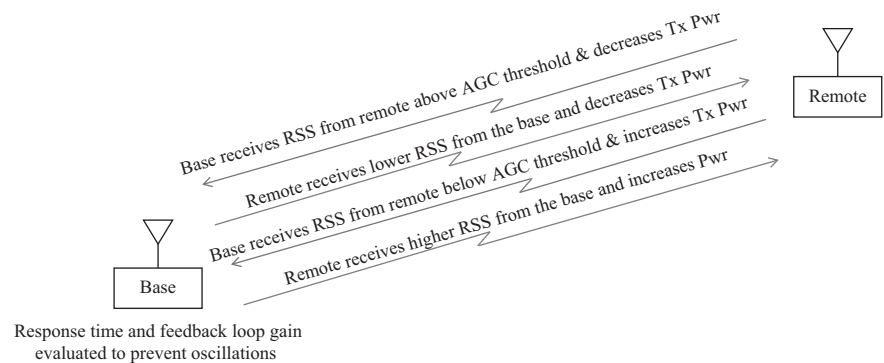 Base receives RSS from remote above AGC threshold & decreases Tx Pwr
Remote
Remote receives lower RSS from the base and decreases Tx Pwr
Base receives RSS from remote below AGC threshold & increases Tx Pwr
Remote receives higher RSS from the base and increases Pwr
Base
Response time and feedback loop gain
evaluated to prevent oscillations